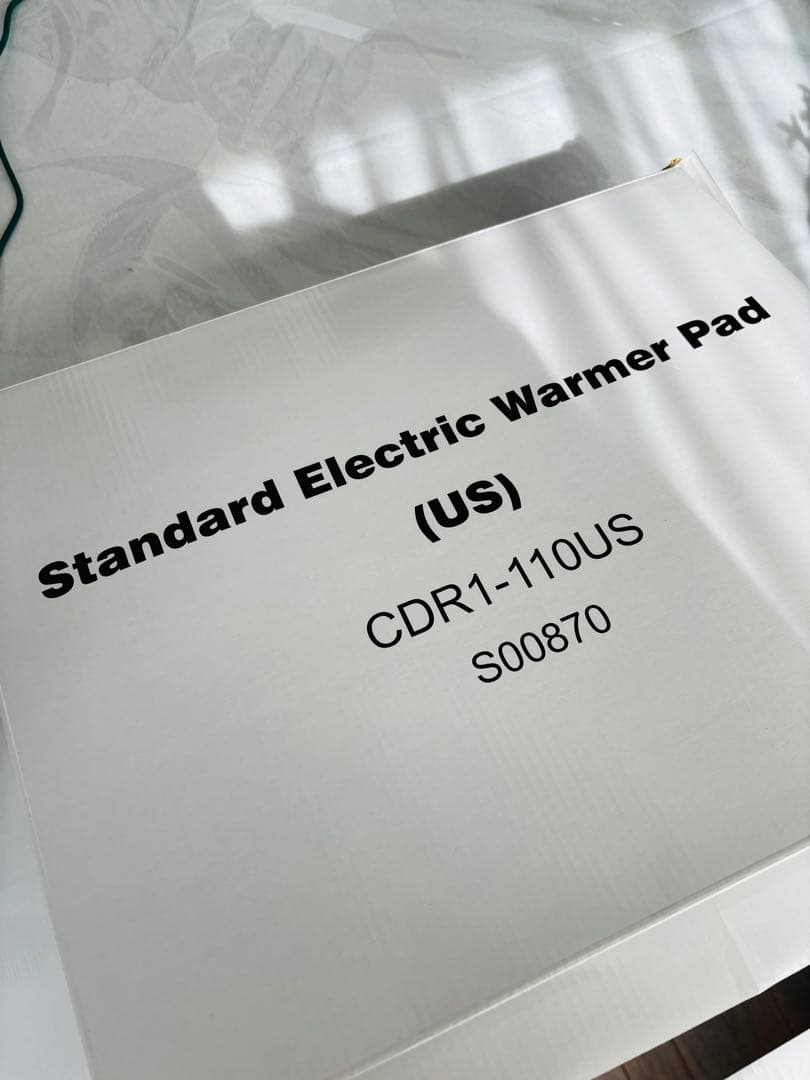 Standard Electric Warmer Pad
(US)
CDR1-110US
S00870